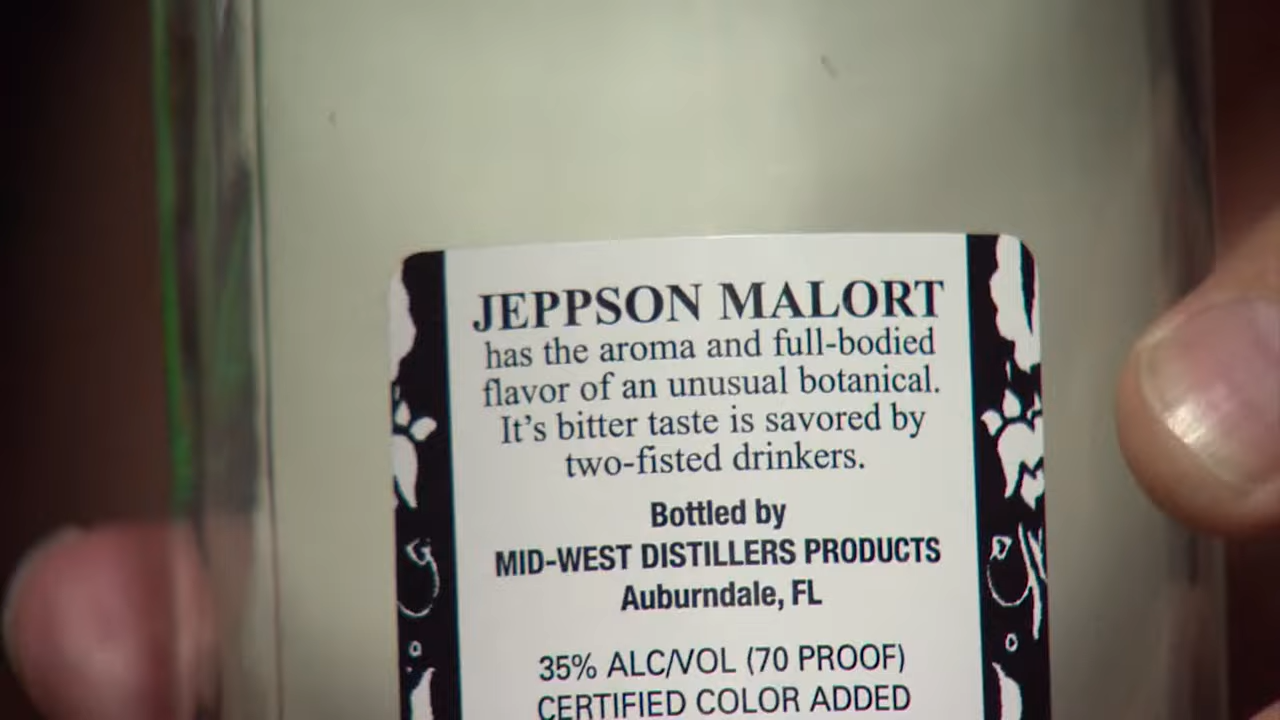 JEPPSON MALORT
has the aroma and full-bodied
flavor of an unusual botanical.
It's bitter taste is savored by
two-fisted drinkers.
Bottled by
MID-WEST DISTILLERS PRODUCTS
Auburndale, FL
35% ALC/VOL (70 PROOF)
CERTIFIED COLOR ADDED